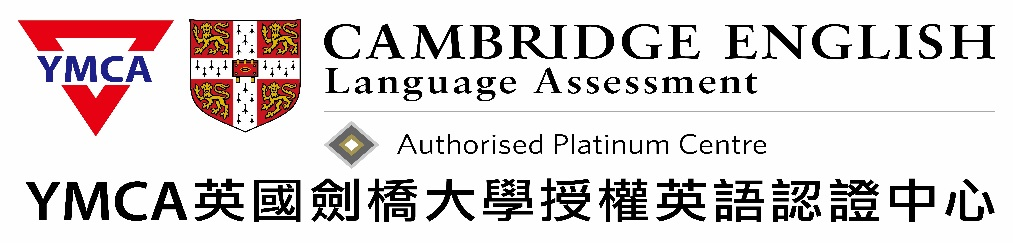 YMCA
CAMBRIDGE ENGLISH
Language Assessment
Authorised Platinum Centre
YMCA英國劍橋大學授權英語認證中心